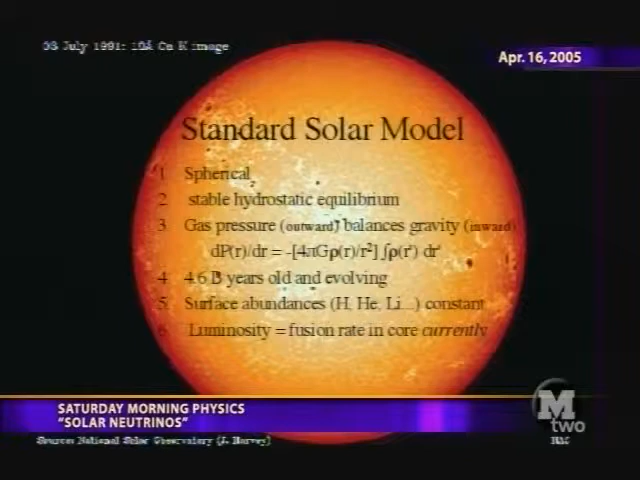 03 July 1991: 10Å Ca K image
Apr. 16, 2005
Standard Solar Model
1 Spherical
2 stable hydrostatic equilibrium
3 Gas pressure (outward) balances gravity (inward)
dP(r)/dr = -[4πGρ(r)/r²] ∫ρ(r') dr'
4 4.6 B years old and evolving
5 Surface abundances (H, He, Li...) constant
6 Luminosity = fusion rate in core currently
SATURDAY MORNING PHYSICS
"SOLAR NEUTRINOS"
M
two
Source: National Solar Observatory (J. Harvey)